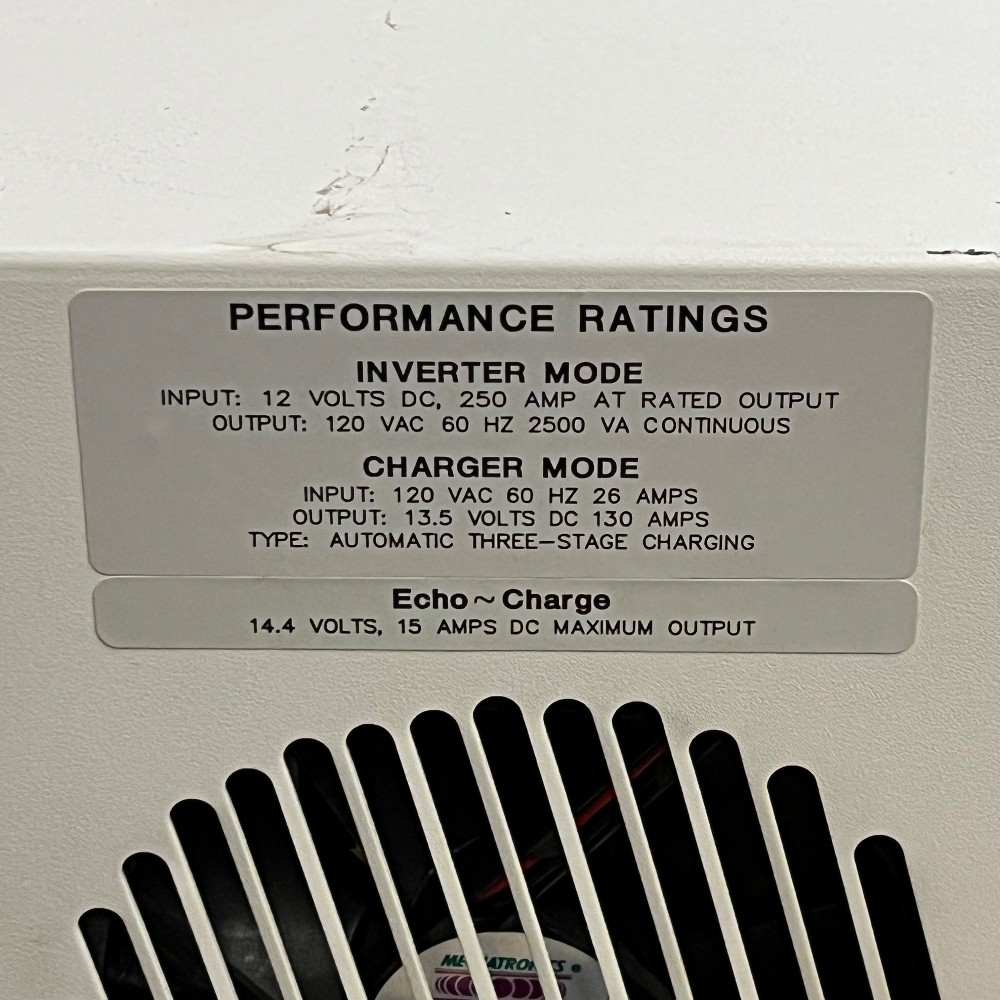 PERFORMANCE RATINGS
INVERTER MODE
INPUT: 12 VOLTS DC, 250 AMP AT RATED OUTPUT
OUTPUT: 120 VAC 60 HZ 2500 VA CONTINUOUS
CHARGER MODE
INPUT: 120 VAC 60 HZ 26 AMPS
OUTPUT: 13.5 VOLTS DC 130 AMPS
TYPE: AUTOMATIC THREE-STAGE CHARGING
Echo~Charge
14.4 VOLTS, 15 AMPS DC MAXIMUM OUTPUT